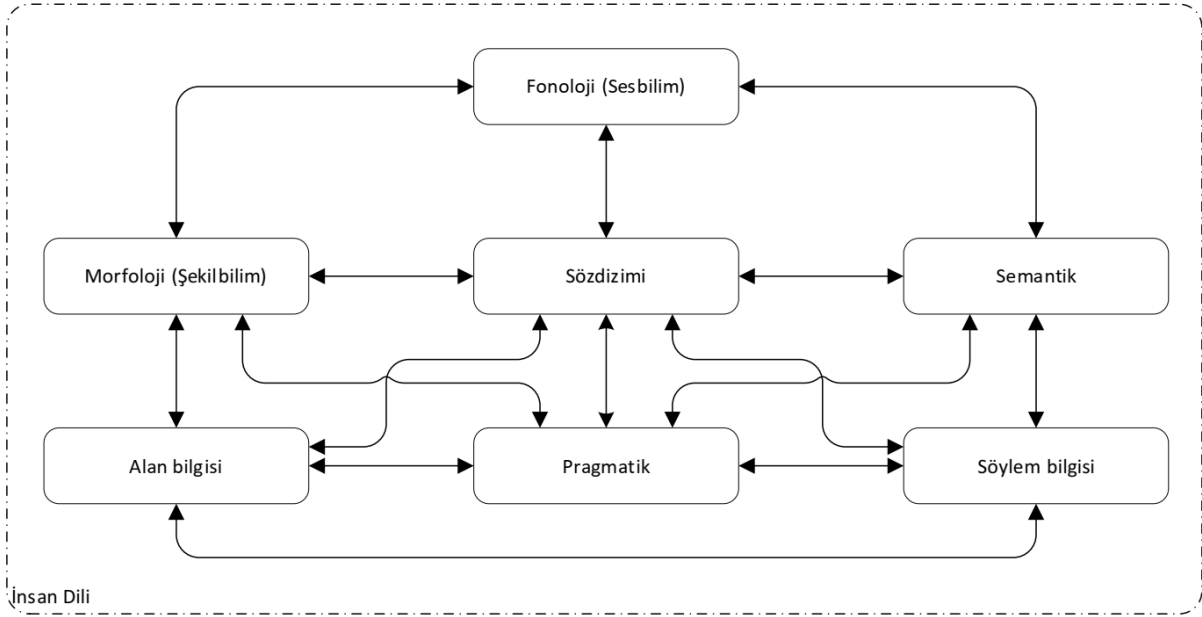 Fonoloji (Sesbilim)
Morfoloji (Şekilbilim)
Sözdizimi
Semantik
Alan bilgisi
Pragmatik
Söylem bilgisi
İnsan Dili